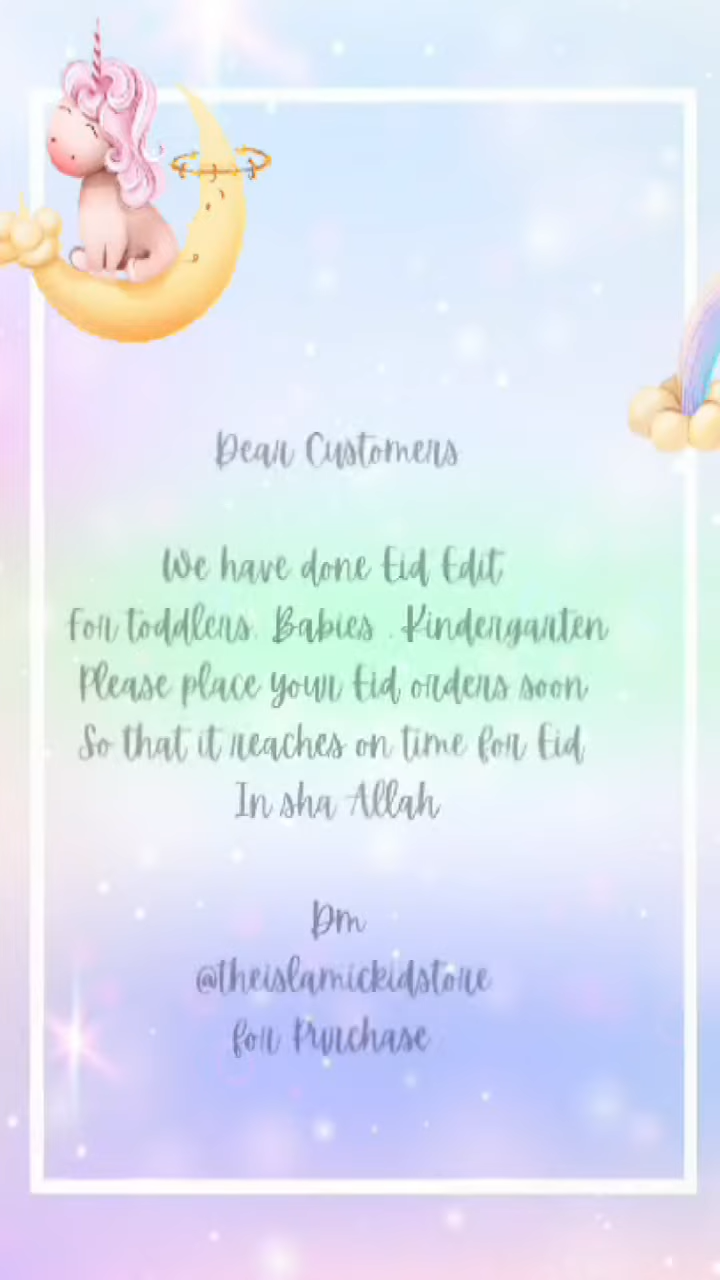 Dear Customers
We have done Eid Edit
For toddlers. Babies . Kindergarten
Please place your Eid orders soon
So that it reaches on time for Eid
In sha Allah
Dm
@theislamickidstore
for Purchase